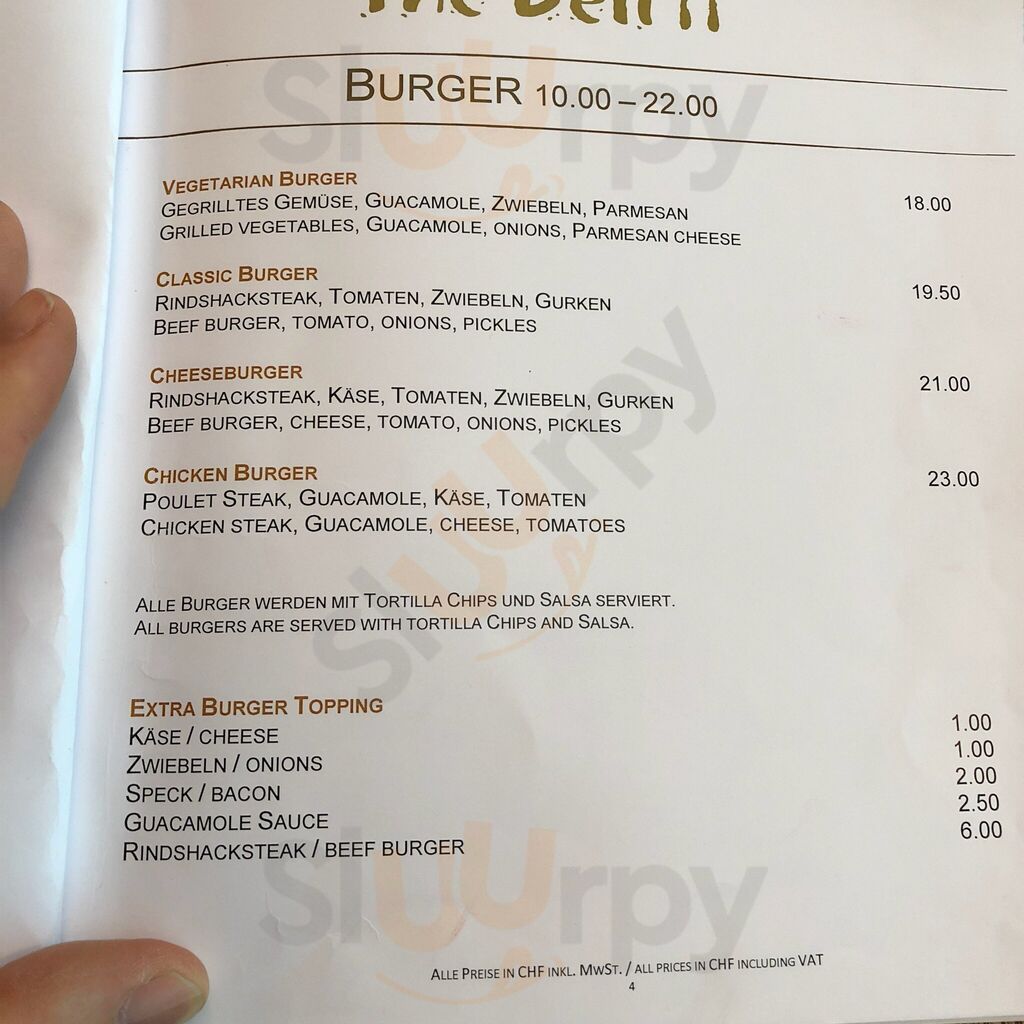 BURGER 10.00 – 22.00
VEGETARIAN BURGER
GEGRILLTES GEMÜSE, GUACAMOLE, ZWIEBELN, PARMESAN 18.00
GRILLED VEGETABLES, GUACAMOLE, ONIONS, PARMESAN CHEESE
CLASSIC BURGER
RINDSHACKSTEAK, TOMATEN, ZWIEBELN, GURKEN 19.50
BEEF BURGER, TOMATO, ONIONS, PICKLES
CHEESEBURGER
RINDSHACKSTEAK, KÄSE, TOMATEN, ZWIEBELN, GURKEN 21.00
BEEF BURGER, CHEESE, TOMATO, ONIONS, PICKLES
CHICKEN BURGER 23.00
POULET STEAK, GUACAMOLE, KÄSE, TOMATEN
CHICKEN STEAK, GUACAMOLE, CHEESE, TOMATOES
ALLE BURGER WERDEN MIT TORTILLA CHIPS UND SALSA SERVIERT.
ALL BURGERS ARE SERVED WITH TORTILLA CHIPS AND SALSA.
EXTRA BURGER TOPPING
KÄSE / CHEESE 1.00
ZWIEBELN / ONIONS 1.00
SPECK / BACON 2.00
GUACAMOLE SAUCE 2.50
RINDSHACKSTEAK / BEEF BURGER 6.00
ALLE PREISE IN CHF INKL. MWST. / ALL PRICES IN CHF INCLUDING VAT
4
sluurpy
sluurpy
sluurpy